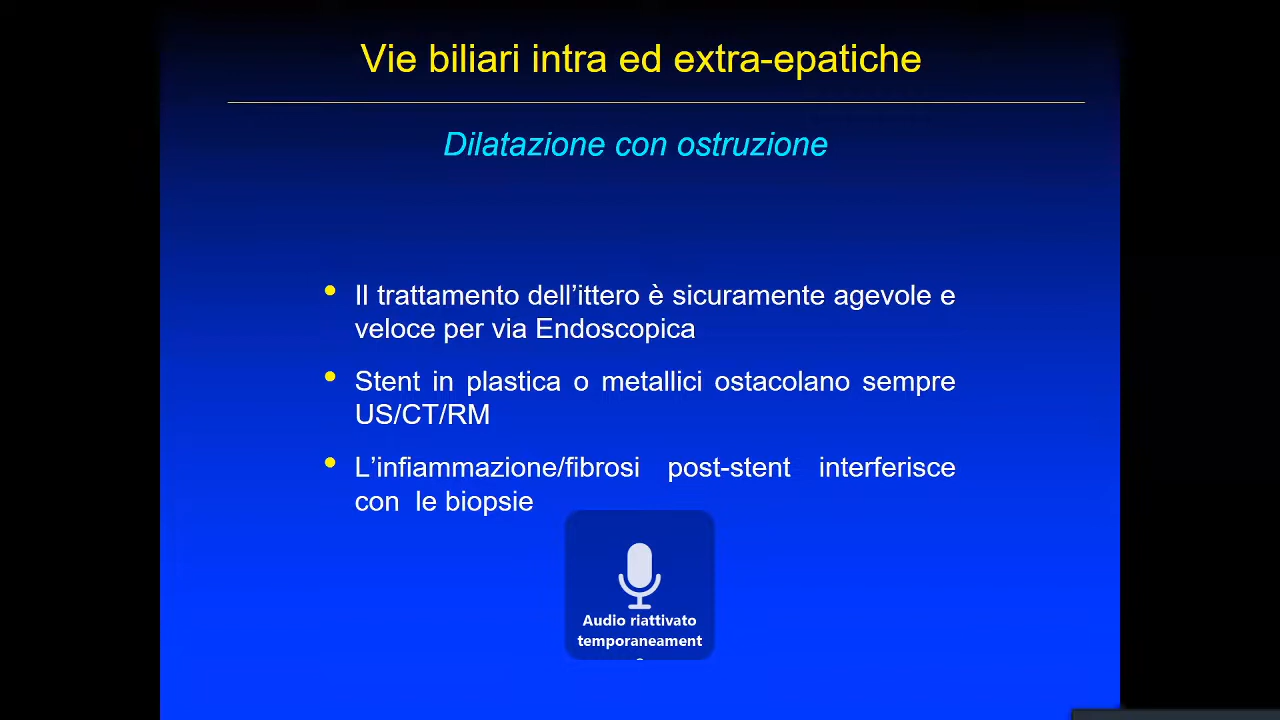 Vie biliari intra ed extra-epatiche
Dilatazione con ostruzione
Il trattamento dell’ittero è sicuramente agevole e
veloce per via Endoscopica
Stent in plastica o metallici ostacolano sempre
US/CT/RM
L’infiammazione/fibrosi post-stent interferisce
con le biopsie
Audio riattivato
temporaneament